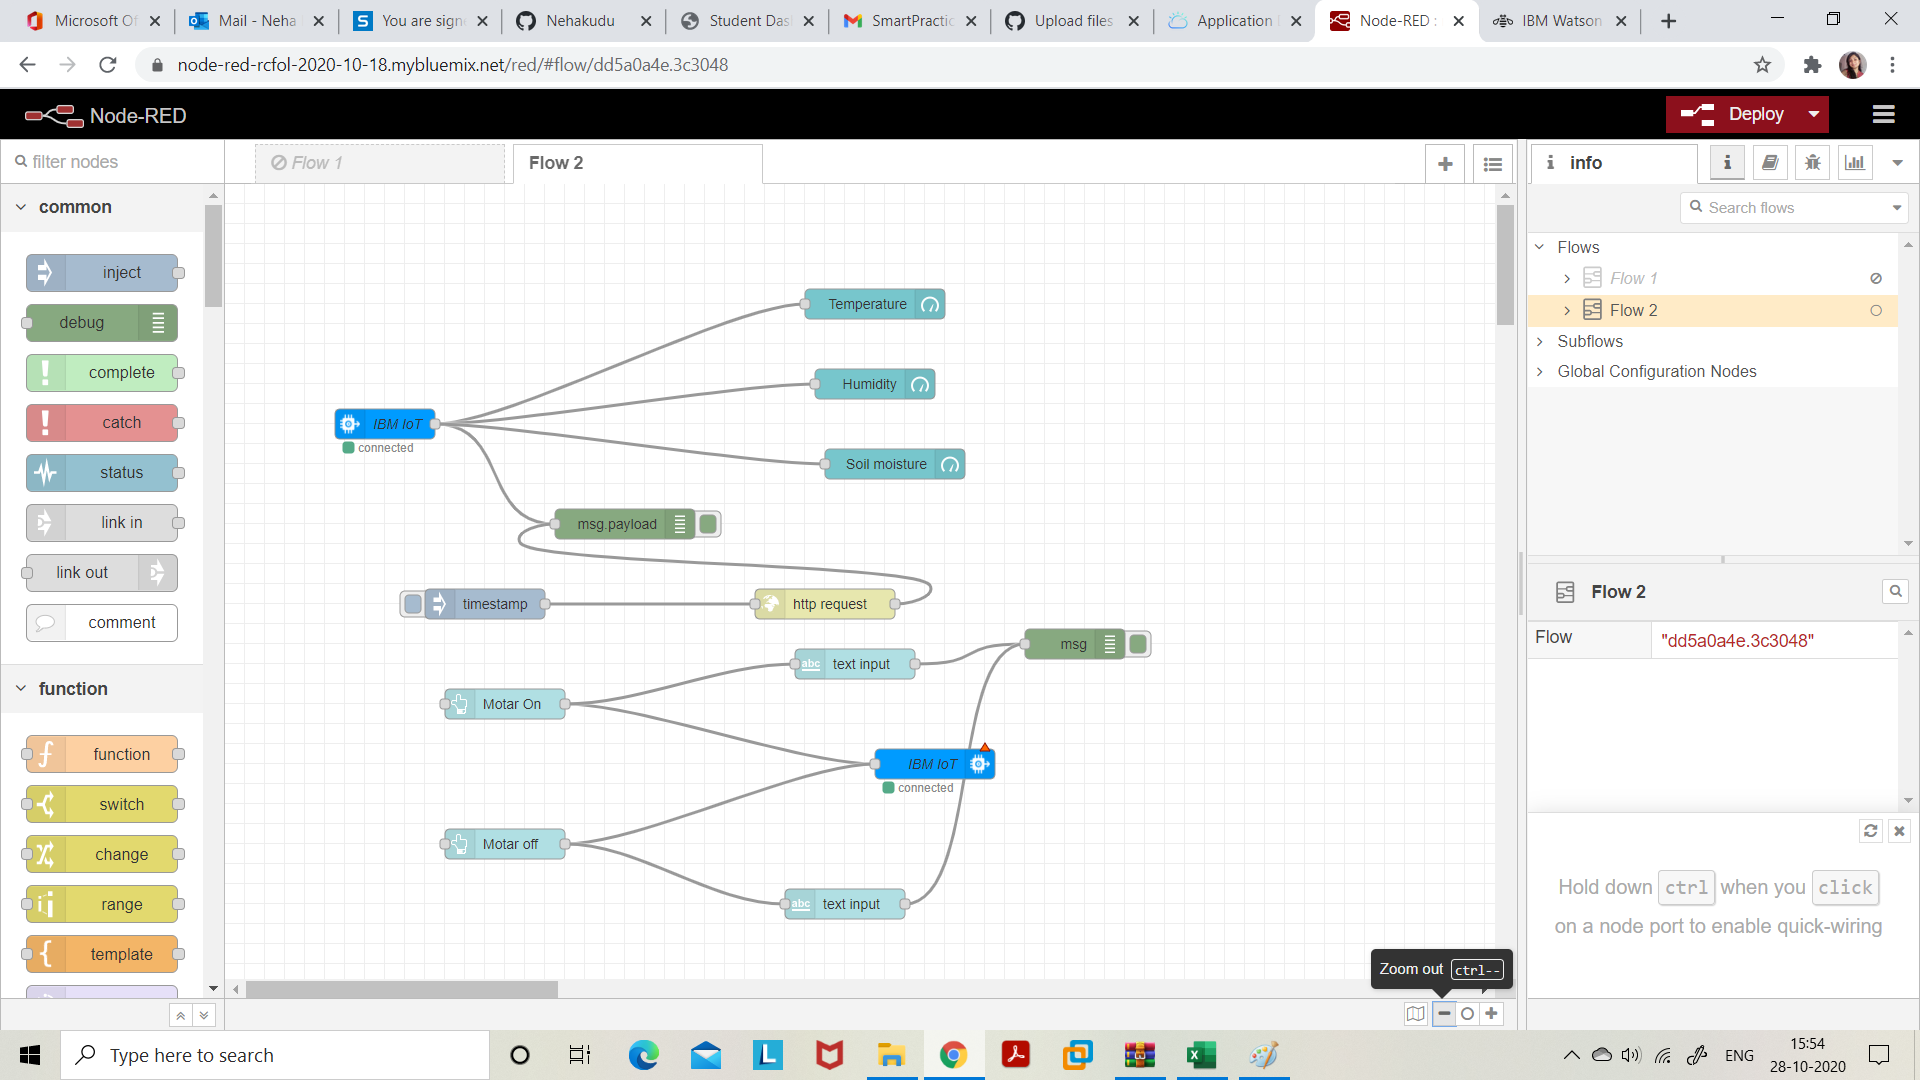 Microsoft Of
Mail - Neha
You are sign
Nehakudu
Student Das
SmartPractic
Upload files
Application
Node-RED :
IBM Watson
node-red-rcfol-2020-10-18.mybluemix.net/red/#flow/dd5a0a4e.3c3048
Node-RED
Deploy
filter nodes
Flow 1
Flow 2
info
Search flows
common
inject
debug
complete
catch
status
link in
link out
comment
function
function
switch
change
range
template
Temperature
Humidity
IBM IoT
connected
Soil moisture
msg.payload
timestamp
http request
msg
abc text input
Motar On
IBM IoT
connected
Motar off
abc text input
Flows
Flow 1
Flow 2
Subflows
Global Configuration Nodes
Flow 2
Flow "dd5a0a4e.3c3048"
Hold down ctrl when you click
on a node port to enable quick-wiring
Zoom out ctrl--
Type here to search
ENG
15:54
28-10-2020